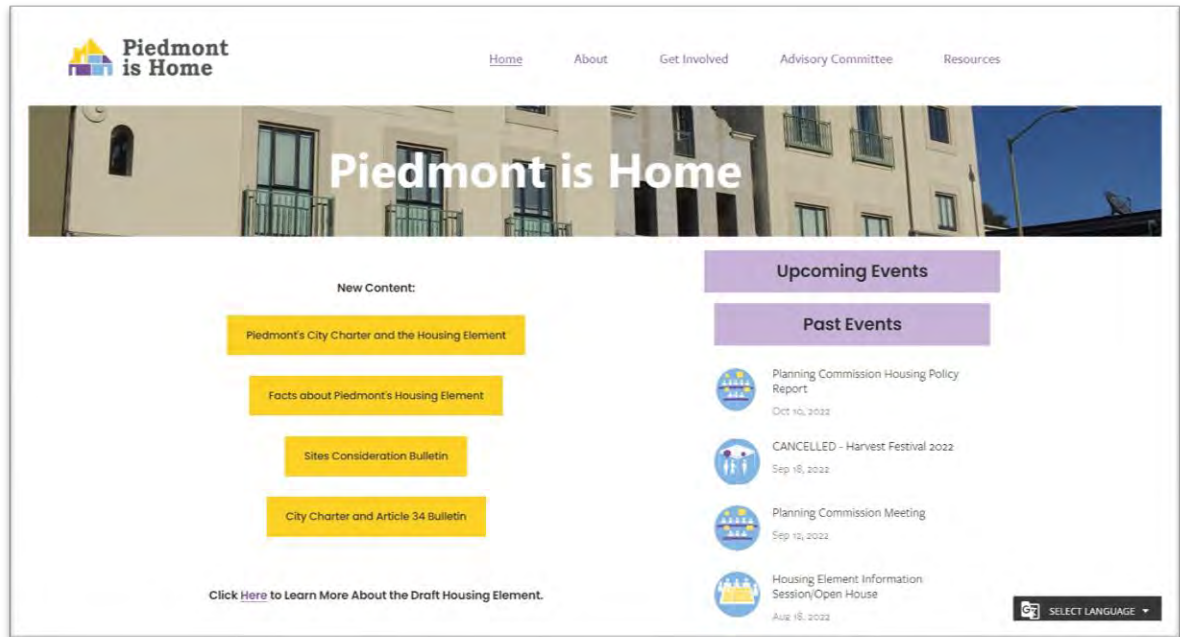 Piedmont
is Home
Home About Get Involved Advisory Committee Resources
Piedmont is Home
New Content:
Piedmont's City Charter and the Housing Element
Facts about Piedmont's Housing Element
Sites Consideration Bulletin
City Charter and Article 34 Bulletin
Click Here to Learn More About the Draft Housing Element.
Upcoming Events
Past Events
Planning Commission Housing Policy
Report
Oct 10, 2022
CANCELLED - Harvest Festival 2022
Sep 18, 2022
Planning Commission Meeting
Sep 12, 2022
Housing Element Information
Session/Open House
Aug 18, 2022
SELECT LANGUAGE